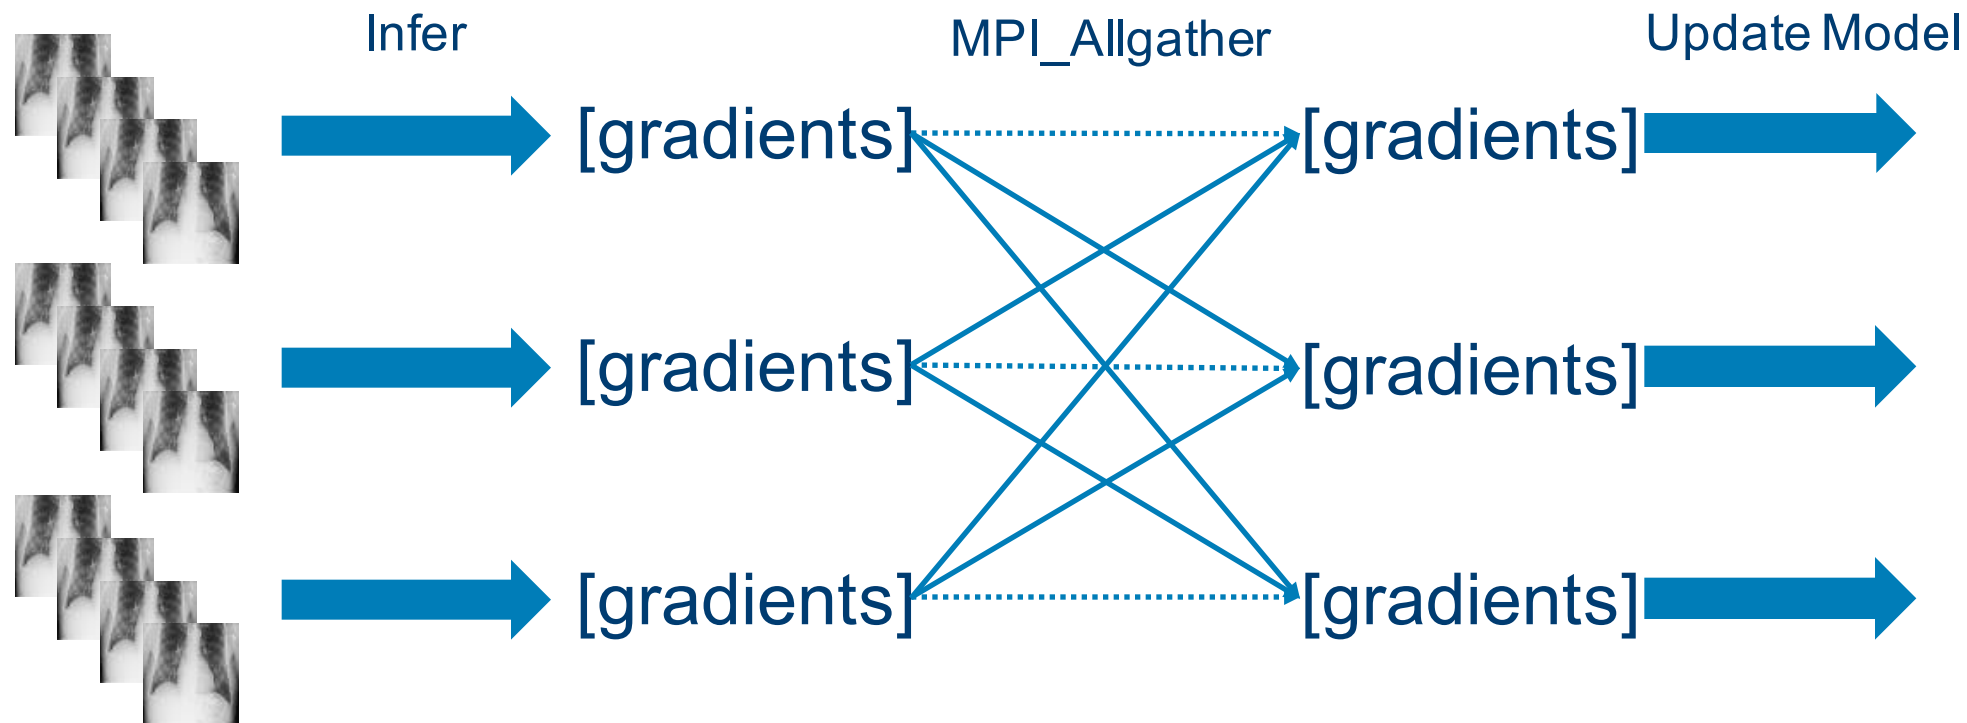 Infer
MPI_Allgather
Update Model
[gradients]
[gradients]
[gradients]
[gradients]
[gradients]
[gradients]